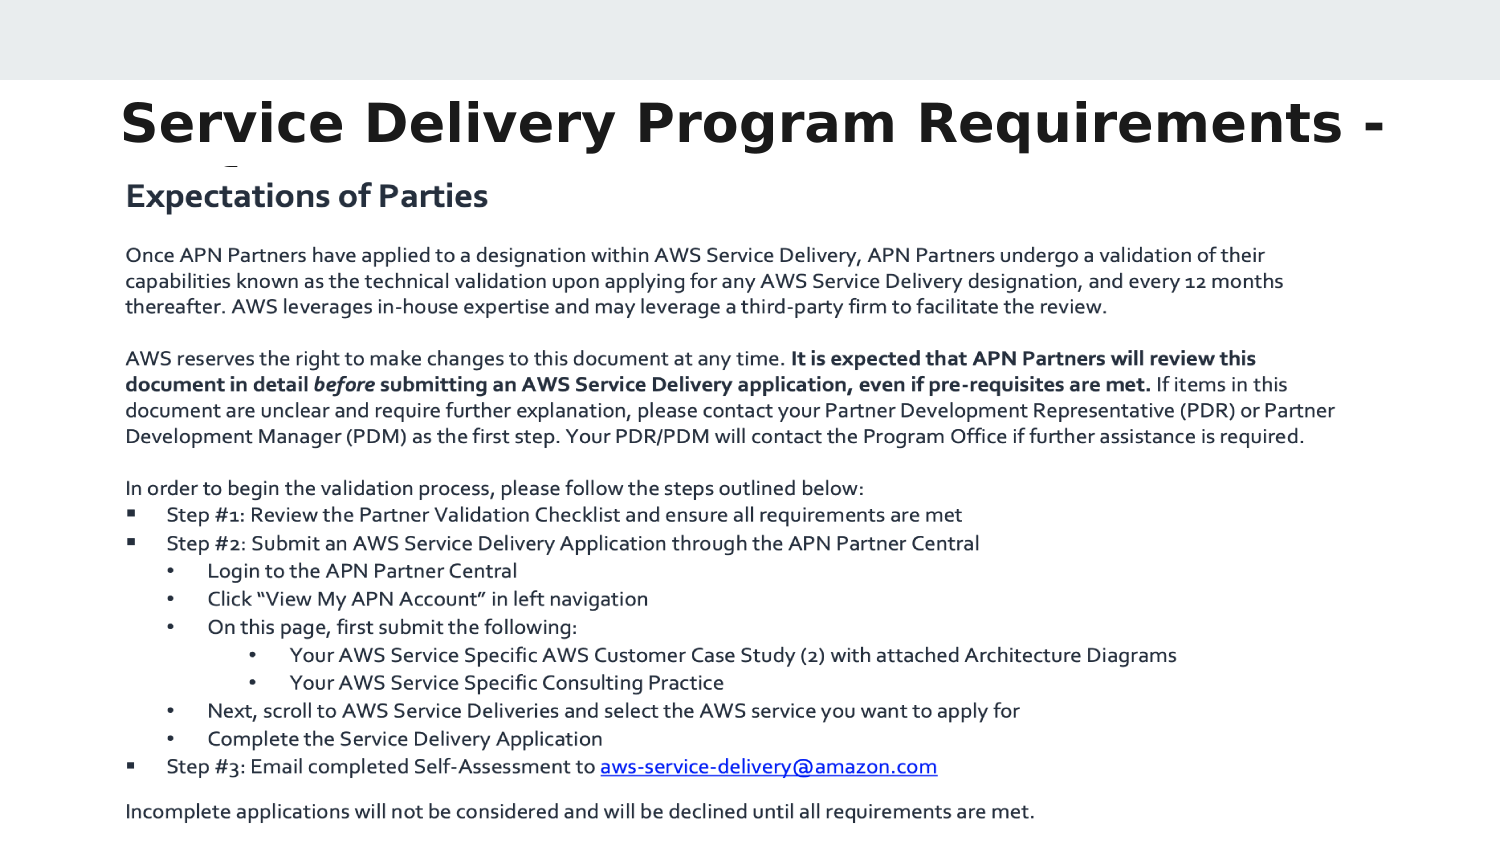 Service Delivery Program Requirements -
Expectations of Parties
Once APN Partners have applied to a designation within AWS Service Delivery, APN Partners undergo a validation of their
capabilities known as the technical validation upon applying for any AWS Service Delivery designation, and every 12 months
thereafter. AWS leverages in-house expertise and may leverage a third-party firm to facilitate the review.
AWS reserves the right to make changes to this document at any time. It is expected that APN Partners will review this
document in detail before submitting an AWS Service Delivery application, even if pre-requisites are met. If items in this
document are unclear and require further explanation, please contact your Partner Development Representative (PDR) or Partner
Development Manager (PDM) as the first step. Your PDR/PDM will contact the Program Office if further assistance is required.
In order to begin the validation process, please follow the steps outlined below:
▪ Step #1: Review the Partner Validation Checklist and ensure all requirements are met
▪ Step #2: Submit an AWS Service Delivery Application through the APN Partner Central
• Login to the APN Partner Central
• Click “View My APN Account” in left navigation
• On this page, first submit the following:
• Your AWS Service Specific AWS Customer Case Study (2) with attached Architecture Diagrams
• Your AWS Service Specific Consulting Practice
• Next, scroll to AWS Service Deliveries and select the AWS service you want to apply for
• Complete the Service Delivery Application
▪ Step #3: Email completed Self-Assessment to aws-service-delivery@amazon.com
Incomplete applications will not be considered and will be declined until all requirements are met.